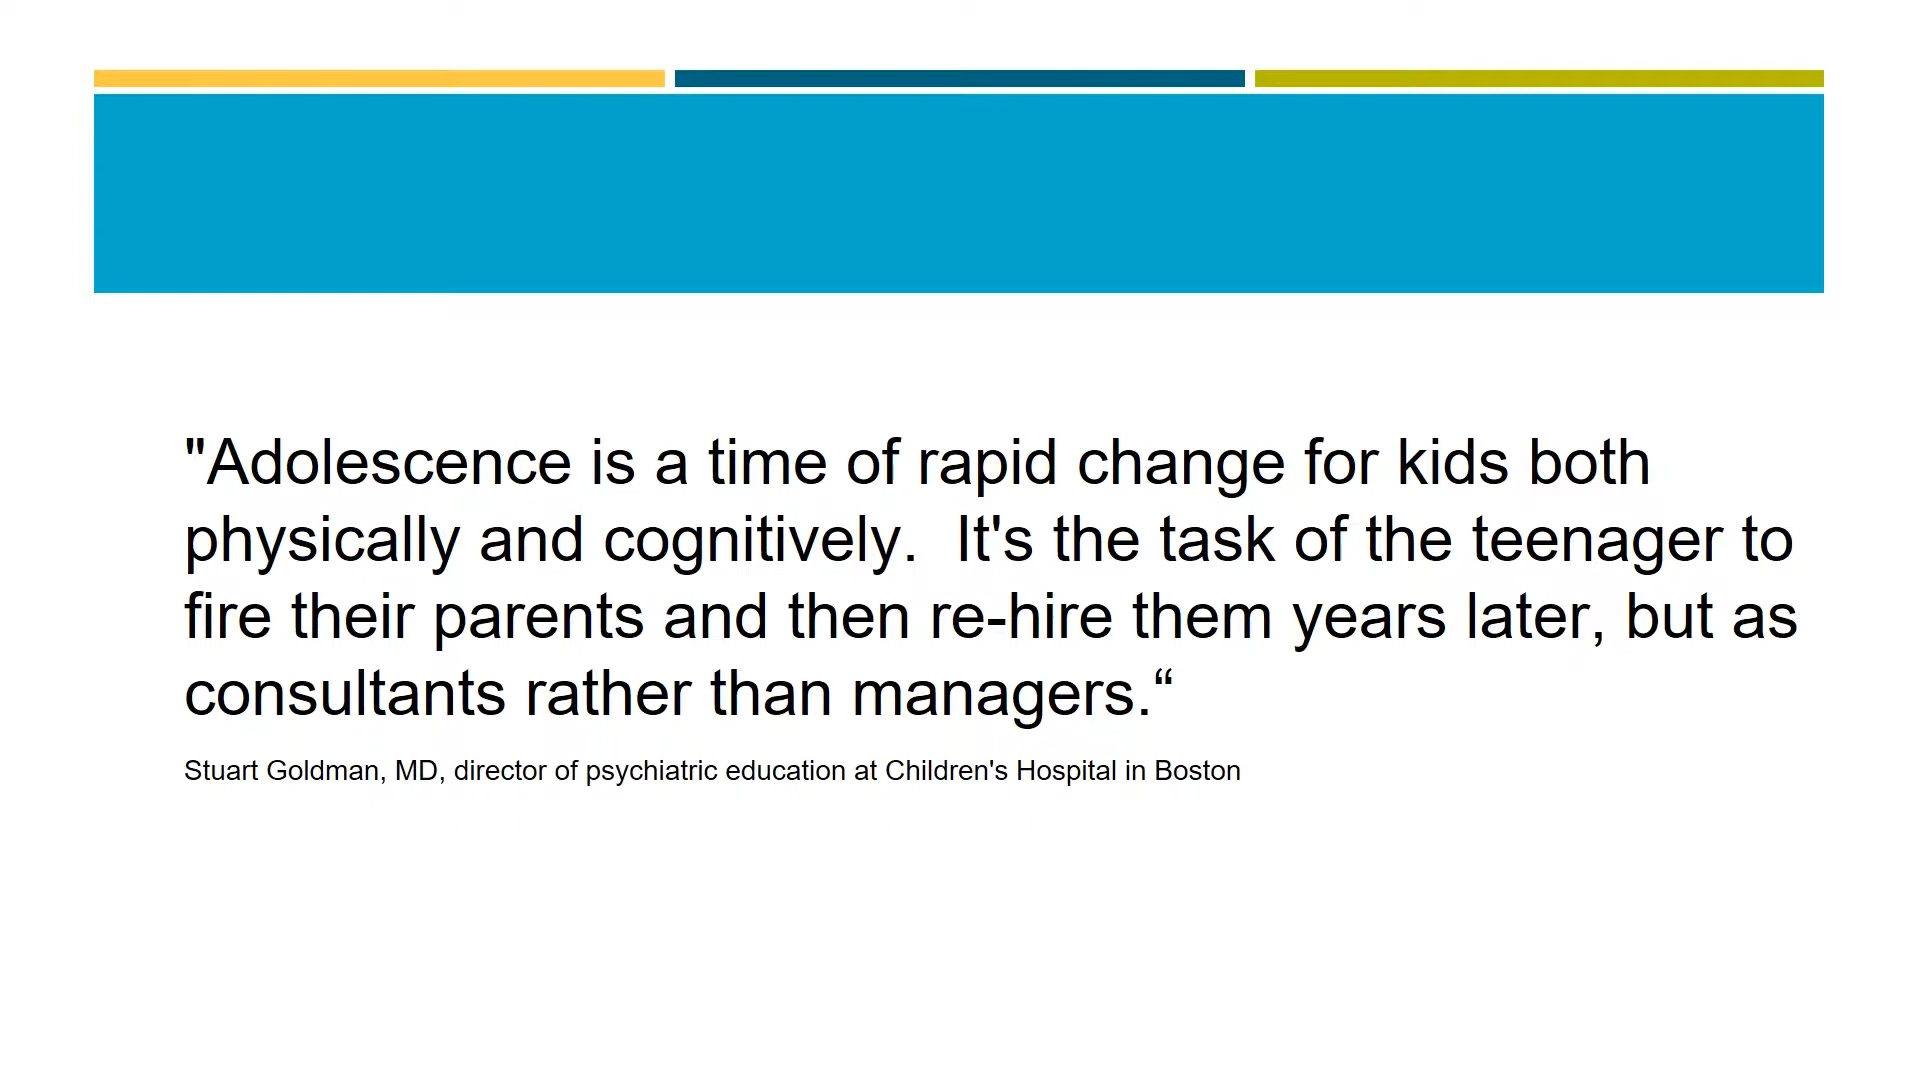 "Adolescence is a time of rapid change for kids both
physically and cognitively.  It's the task of the teenager to
fire their parents and then re-hire them years later, but as
consultants rather than managers.“
Stuart Goldman, MD, director of psychiatric education at Children's Hospital in Boston